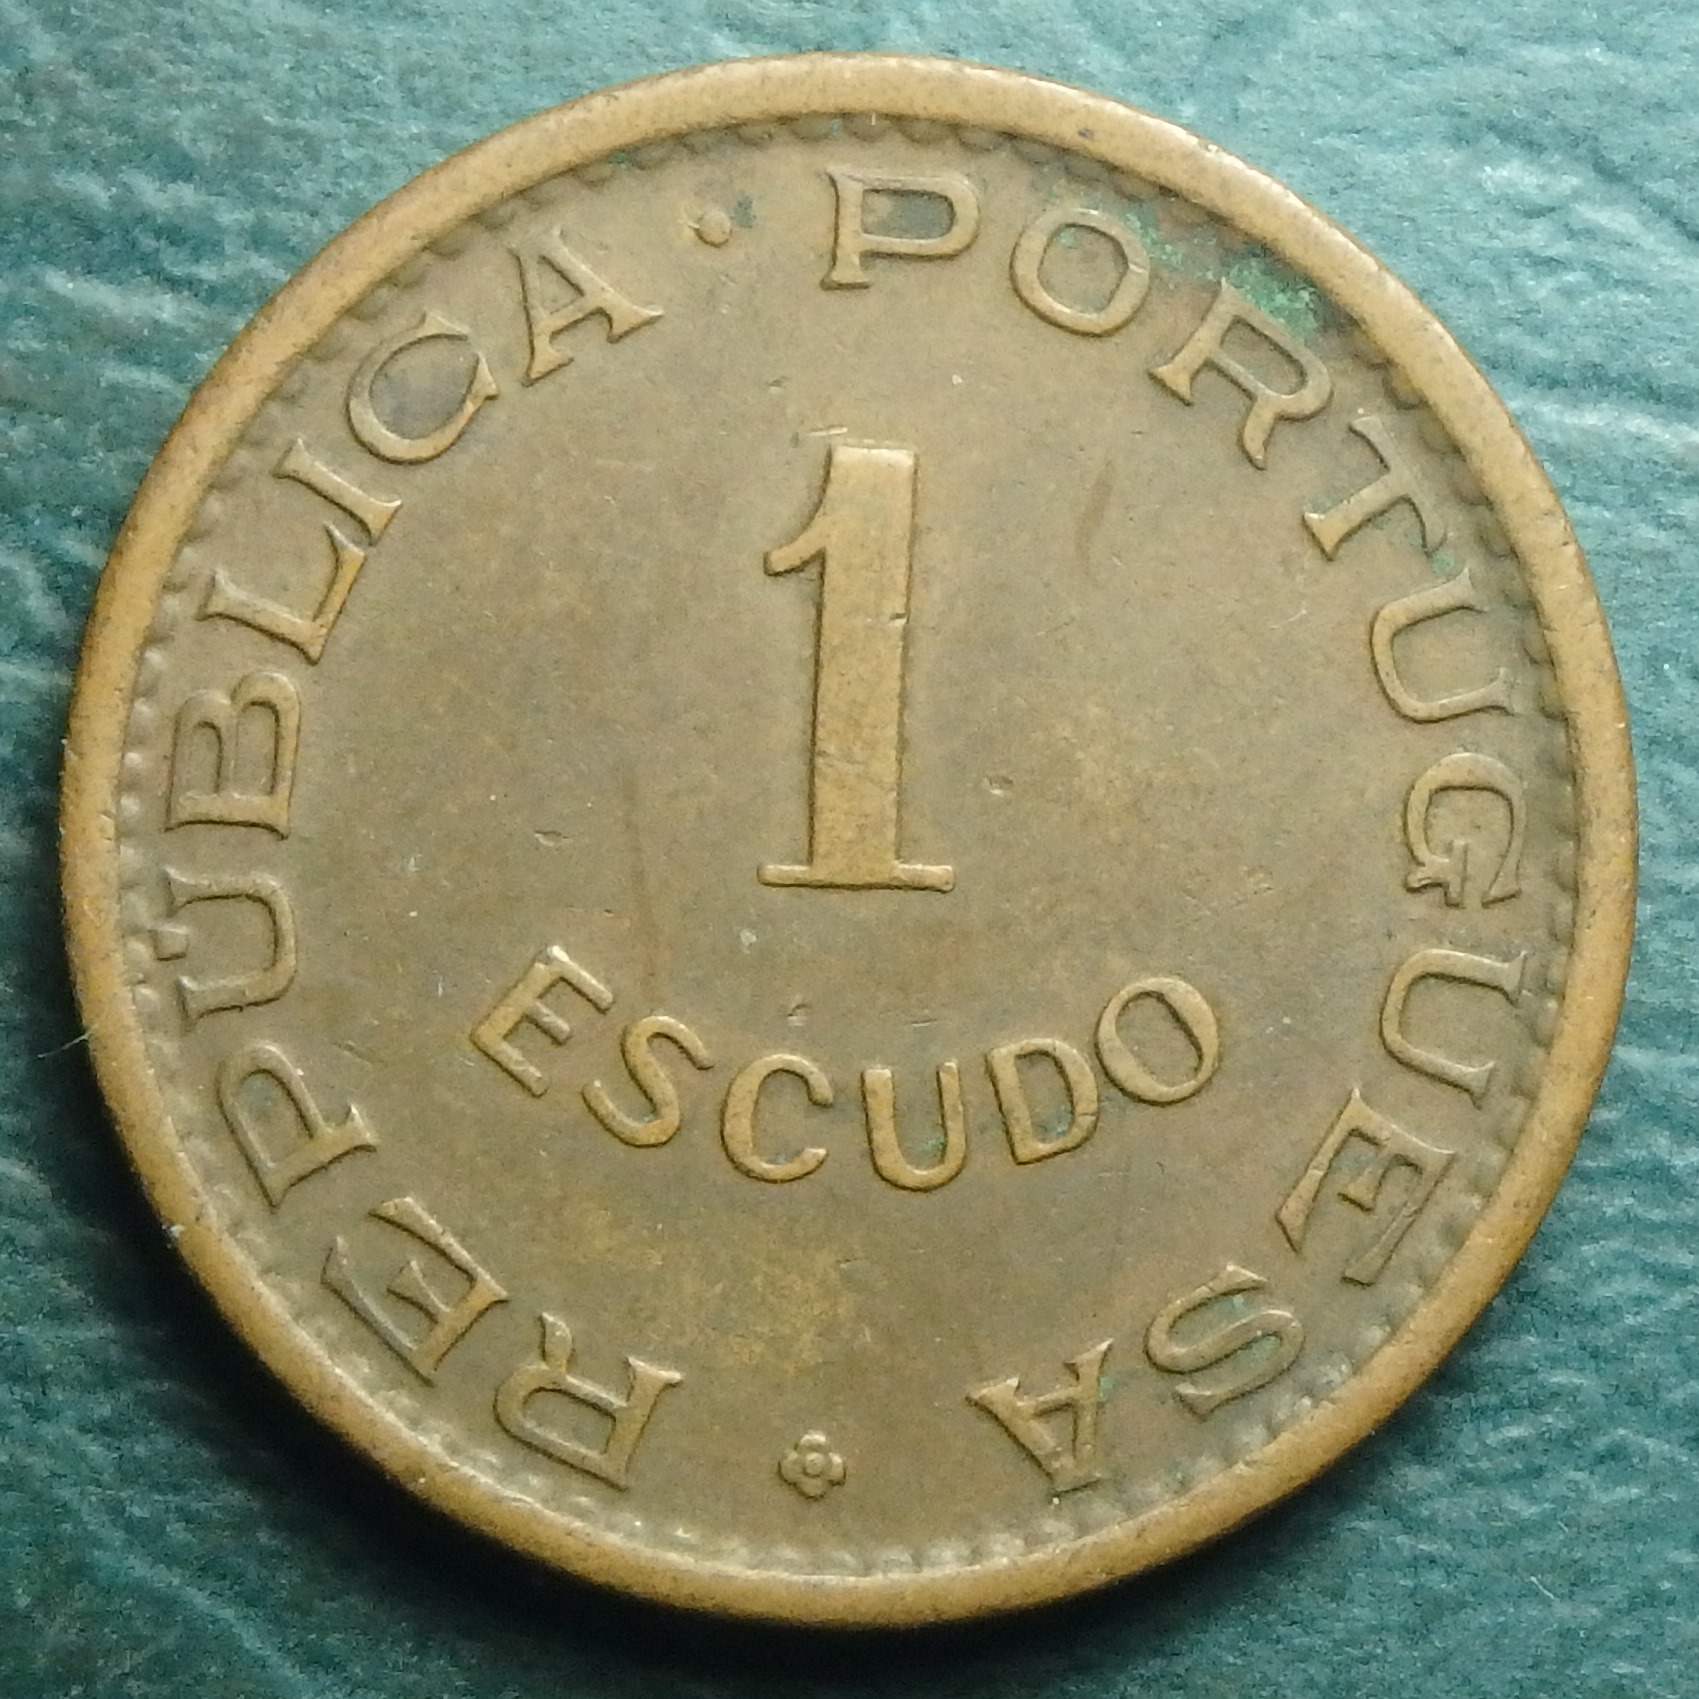 REPÚBLICA · PORTUGUESA
1
ESCUDO